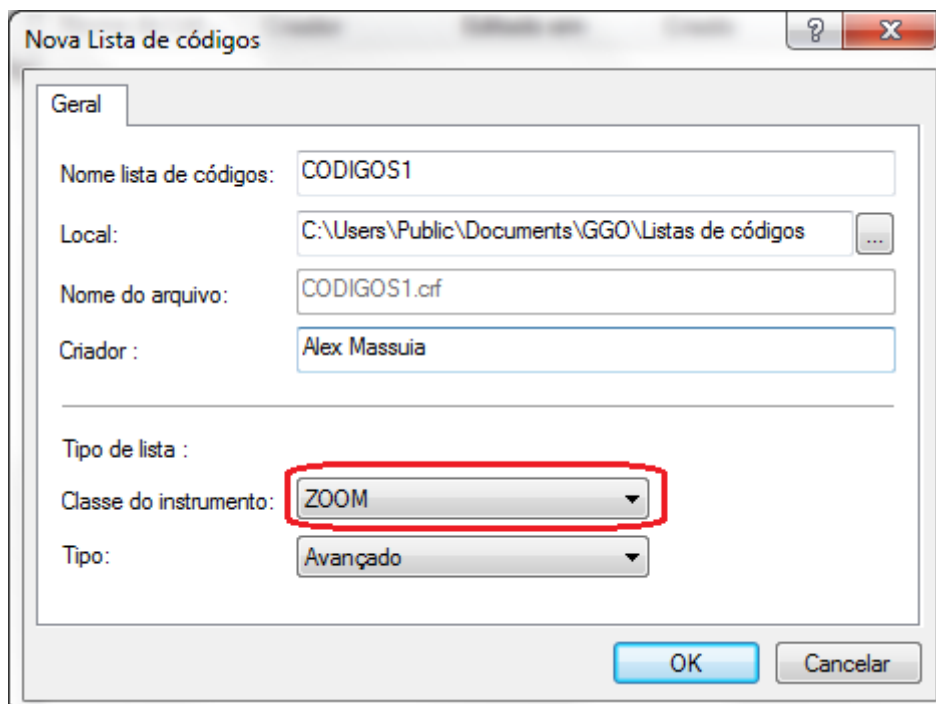 Nova Lista de códigos
Geral
Nome lista de códigos: CODIGOS1
Local: C:\Users\Public\Documents\GGO\Listas de códigos ...
Nome do arquivo: CODIGOS1.crf
Criador : Alex Massuia
Tipo de lista :
Classe do instrumento: ZOOM
Tipo: Avançado
OK Cancelar